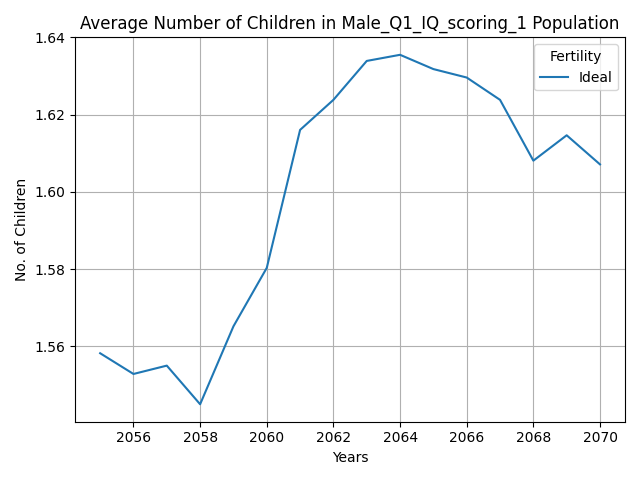 Average Number of Children in Male_Q1_IQ_scoring_1 Population
1.64
1.62
1.60
1.58
1.56
No. of Children
Fertility
Ideal
2056 2058 2060 2062 2064 2066 2068 2070
Years